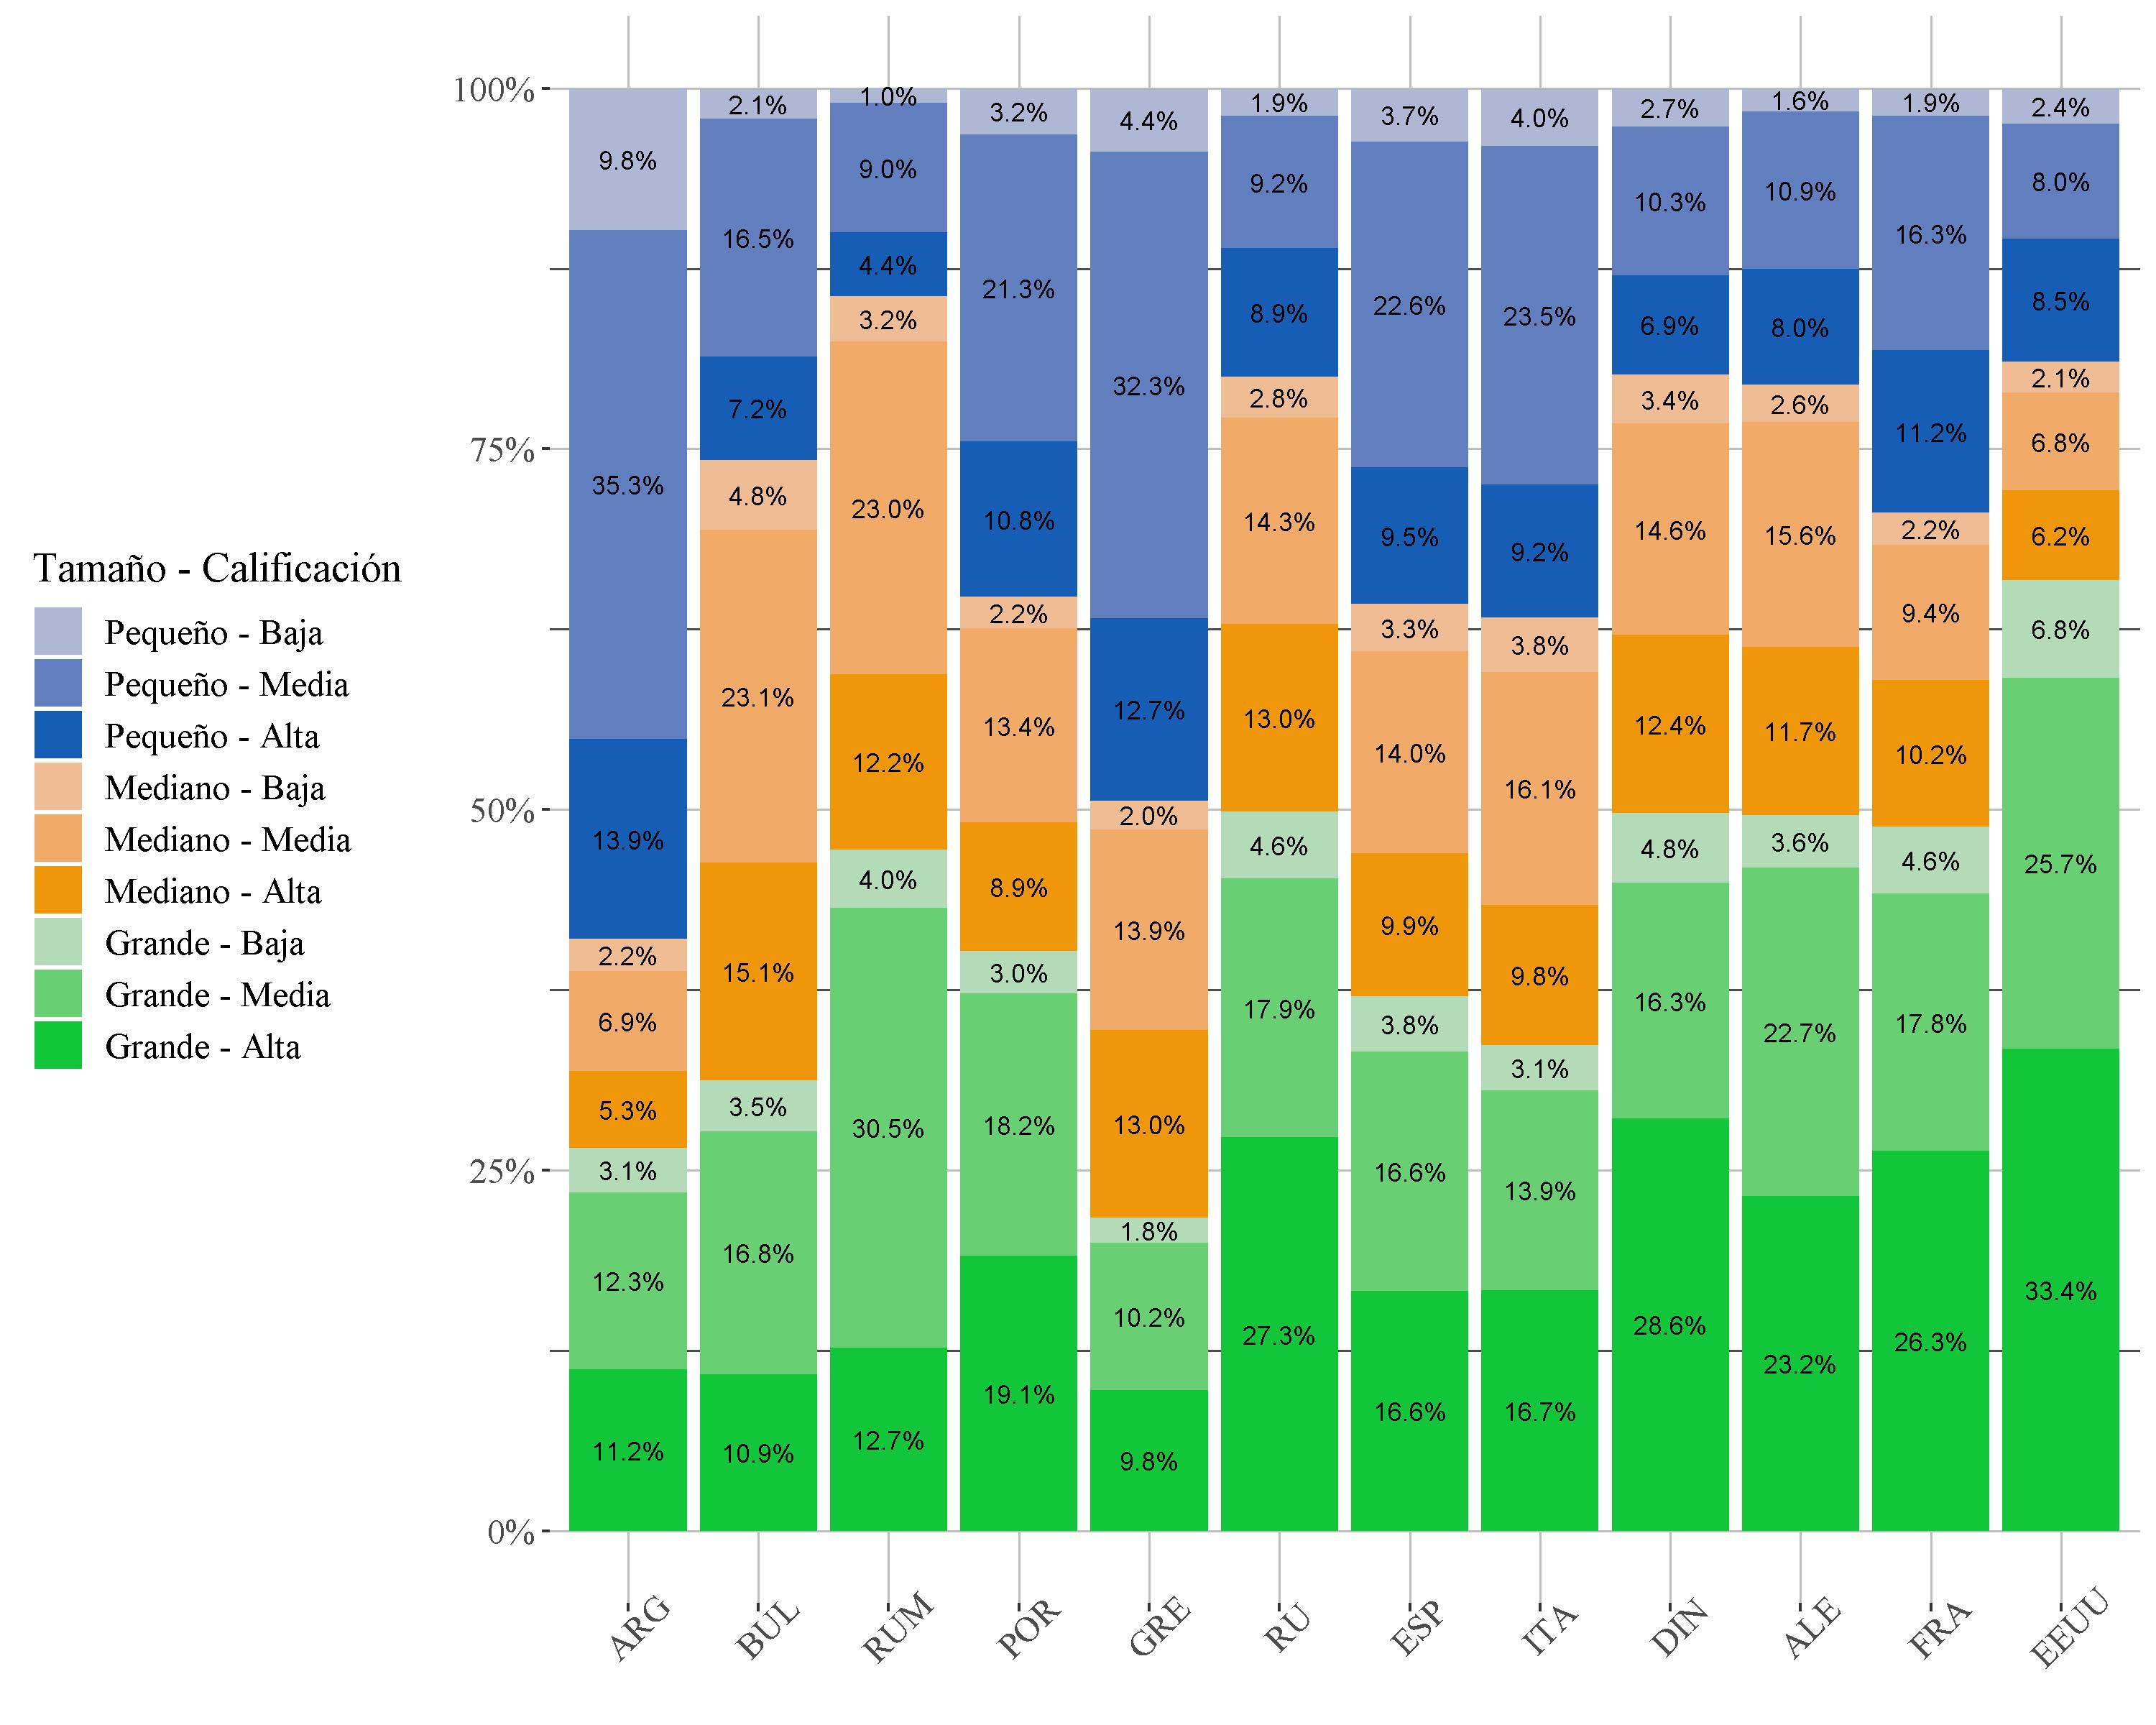 100%
75%
50%
25%
0%
Tamaño - Calificación
Pequeño - Baja
Pequeño - Media
Pequeño - Alta
Mediano - Baja
Mediano - Media
Mediano - Alta
Grande - Baja
Grande - Media
Grande - Alta
9.8% 2.1% 1.0% 3.2% 4.4% 1.9% 3.7% 4.0% 2.7% 1.6% 1.9% 2.4%
35.3% 16.5% 9.0% 21.3% 32.3% 9.2% 22.6% 23.5% 10.3% 10.9% 16.3% 8.0%
13.9% 7.2% 4.4% 10.8% 12.7% 8.9% 9.5% 9.2% 6.9% 8.0% 11.2% 8.5%
2.2% 4.8% 3.2% 2.2% 2.0% 2.8% 3.3% 3.8% 3.4% 2.6% 2.2% 2.1%
6.9% 23.1% 23.0% 13.4% 13.9% 14.3% 14.0% 16.1% 14.6% 15.6% 9.4% 6.8%
5.3% 15.1% 12.2% 8.9% 13.0% 13.0% 9.9% 9.8% 12.4% 11.7% 10.2% 6.2%
3.1% 3.5% 4.0% 3.0% 1.8% 4.6% 3.8% 3.1% 4.8% 3.6% 4.6% 6.8%
12.3% 16.8% 30.5% 18.2% 10.2% 17.9% 16.6% 13.9% 16.3% 22.7% 17.8% 25.7%
11.2% 10.9% 12.7% 19.1% 9.8% 27.3% 16.6% 16.7% 28.6% 23.2% 26.3% 33.4%
ARG BUL RUM POR GRE RU ESP ITA DIN ALE FRA EEUU